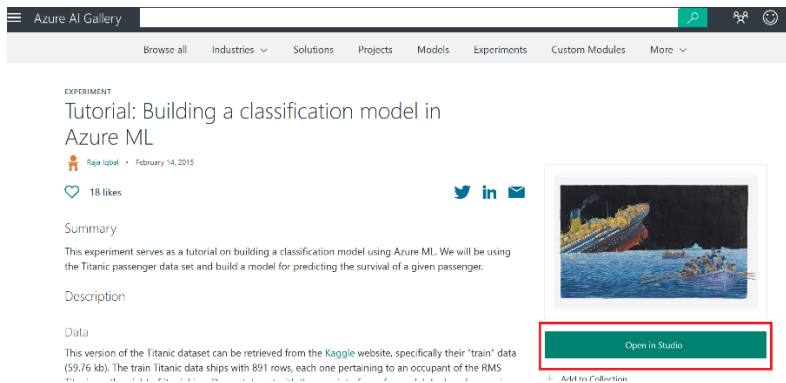 Azure AI Gallery
Browse all Industries Solutions Projects Models Experiments Custom Modules More
EXPERIMENT
Tutorial: Building a classification model in
Azure ML
Raja Iqbal • February 14, 2015
18 likes
Summary
This experiment serves as a tutorial on building a classification model using Azure ML. We will be using
the Titanic passenger data set and build a model for predicting the survival of a given passenger.
Description
Data
This version of the Titanic dataset can be retrieved from the Kaggle website, specifically their "train" data
(59.76 kb). The train Titanic data ships with 891 rows, each one pertaining to an occupant of the RMS
Open in Studio
+ Add to Collection